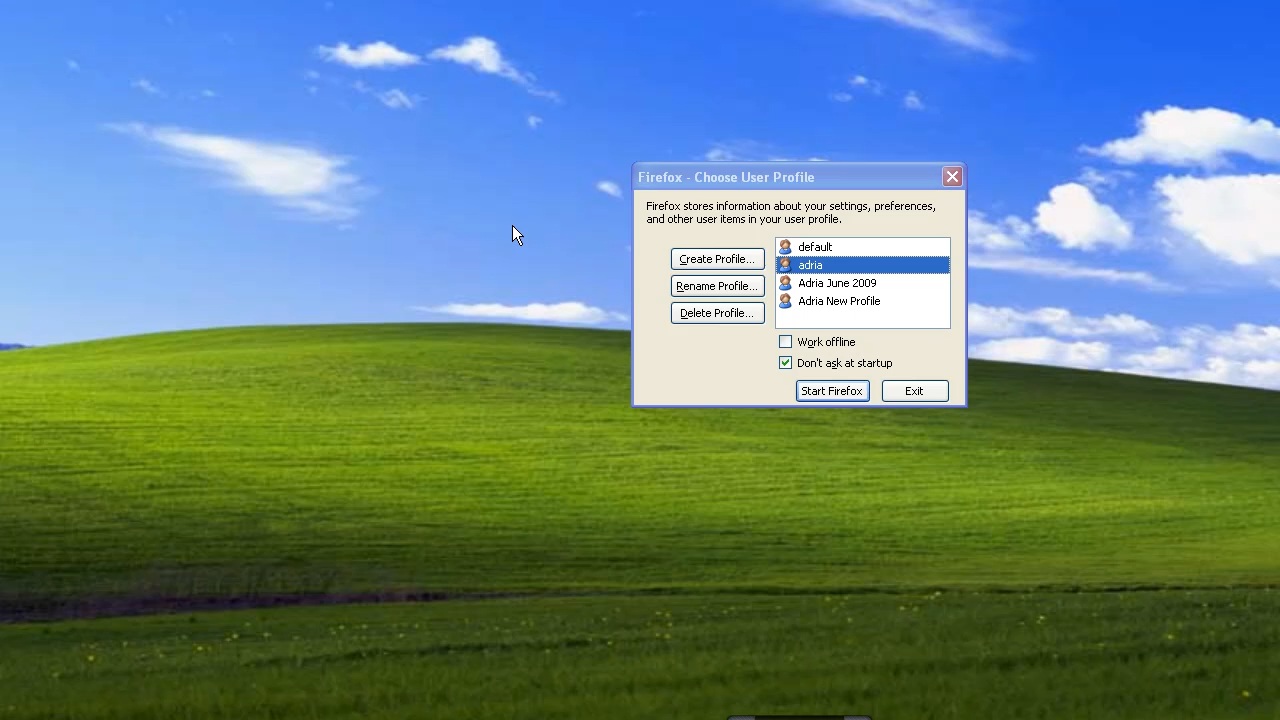 Firefox - Choose User Profile
Firefox stores information about your settings, preferences,
and other user items in your user profile.
default
Create Profile...
adria
Rename Profile...
Adria June 2009
Adria New Profile
Delete Profile...
Work offline
Don't ask at startup
Start Firefox
Exit